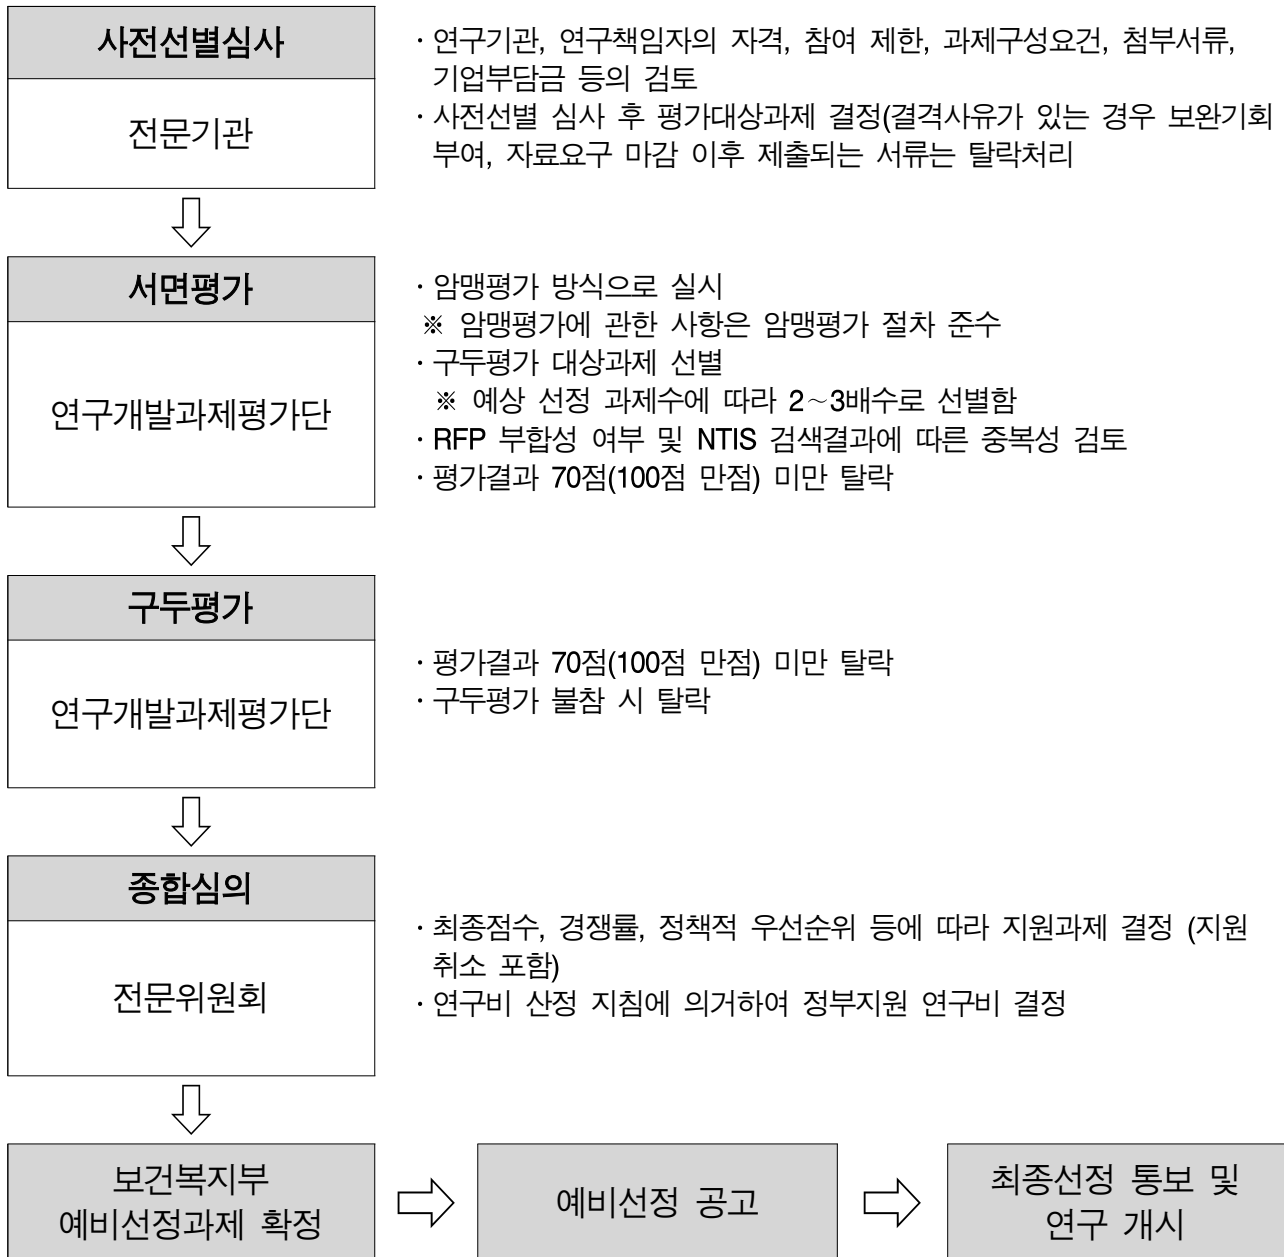 사전선별심사
전문기관
· 연구기관, 연구책임자의 자격, 참여 제한, 과제구성요건, 첨부서류,
기업부담금 등의 검토
· 사전선별 심사 후 평가대상과제 결정(결격사유가 있는 경우 보완기회
부여, 자료요구 마감 이후 제출되는 서류는 탈락처리
서면평가
연구개발과제평가단
· 암맹평가 방식으로 실시
※ 암맹평가에 관한 사항은 암맹평가 절차 준수
· 구두평가 대상과제 선별
※ 예상 선정 과제수에 따라 2~3배수로 선별함
· RFP 부합성 여부 및 NTIS 검색결과에 따른 중복성 검토
· 평가결과 70점(100점 만점) 미만 탈락
구두평가
연구개발과제평가단
· 평가결과 70점(100점 만점) 미만 탈락
· 구두평가 불참 시 탈락
종합심의
전문위원회
· 최종점수, 경쟁률, 정책적 우선순위 등에 따라 지원과제 결정 (지원
취소 포함)
· 연구비 산정 지침에 의거하여 정부지원 연구비 결정
보건복지부
예비선정과제 확정
예비선정 공고
최종선정 통보 및
연구 개시